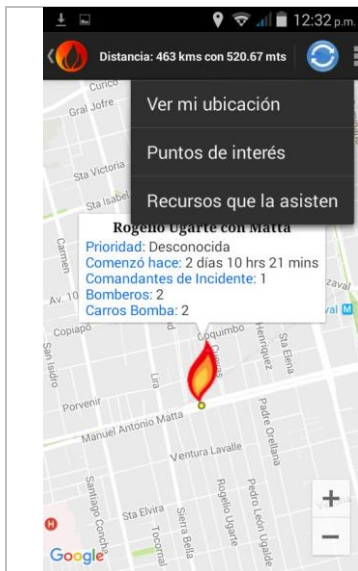 12:32 p.m.
Distancia: 463 kms con 520.67 mts
Ver mi ubicación
Puntos de interés
Recursos que la asisten
Curicó
Gral Jofre
Sta Victoria
Sta Isabel
Rogelio Ugarte con Matta
Prioridad: Desconocida
Comenzó hace: 2 días 10 hrs 21 mins
Comandantes de Incidente: 1
Bomberos: 2
Carros Bomba: 2
Carmen
Av. 10
Copiapó
Coquimbo
San Isidro
Lira
Cuevas
Henriquez
Sta Elena
M
Porvenir
Manuel Antonio Matta
Padre Orellana
Ventura Lavalle
Santiago Concha
Sta Elvira
Tocornal
Sierra Bella
Rogelio Ugarte
Pedro León Ugalde
H
+
−
Google